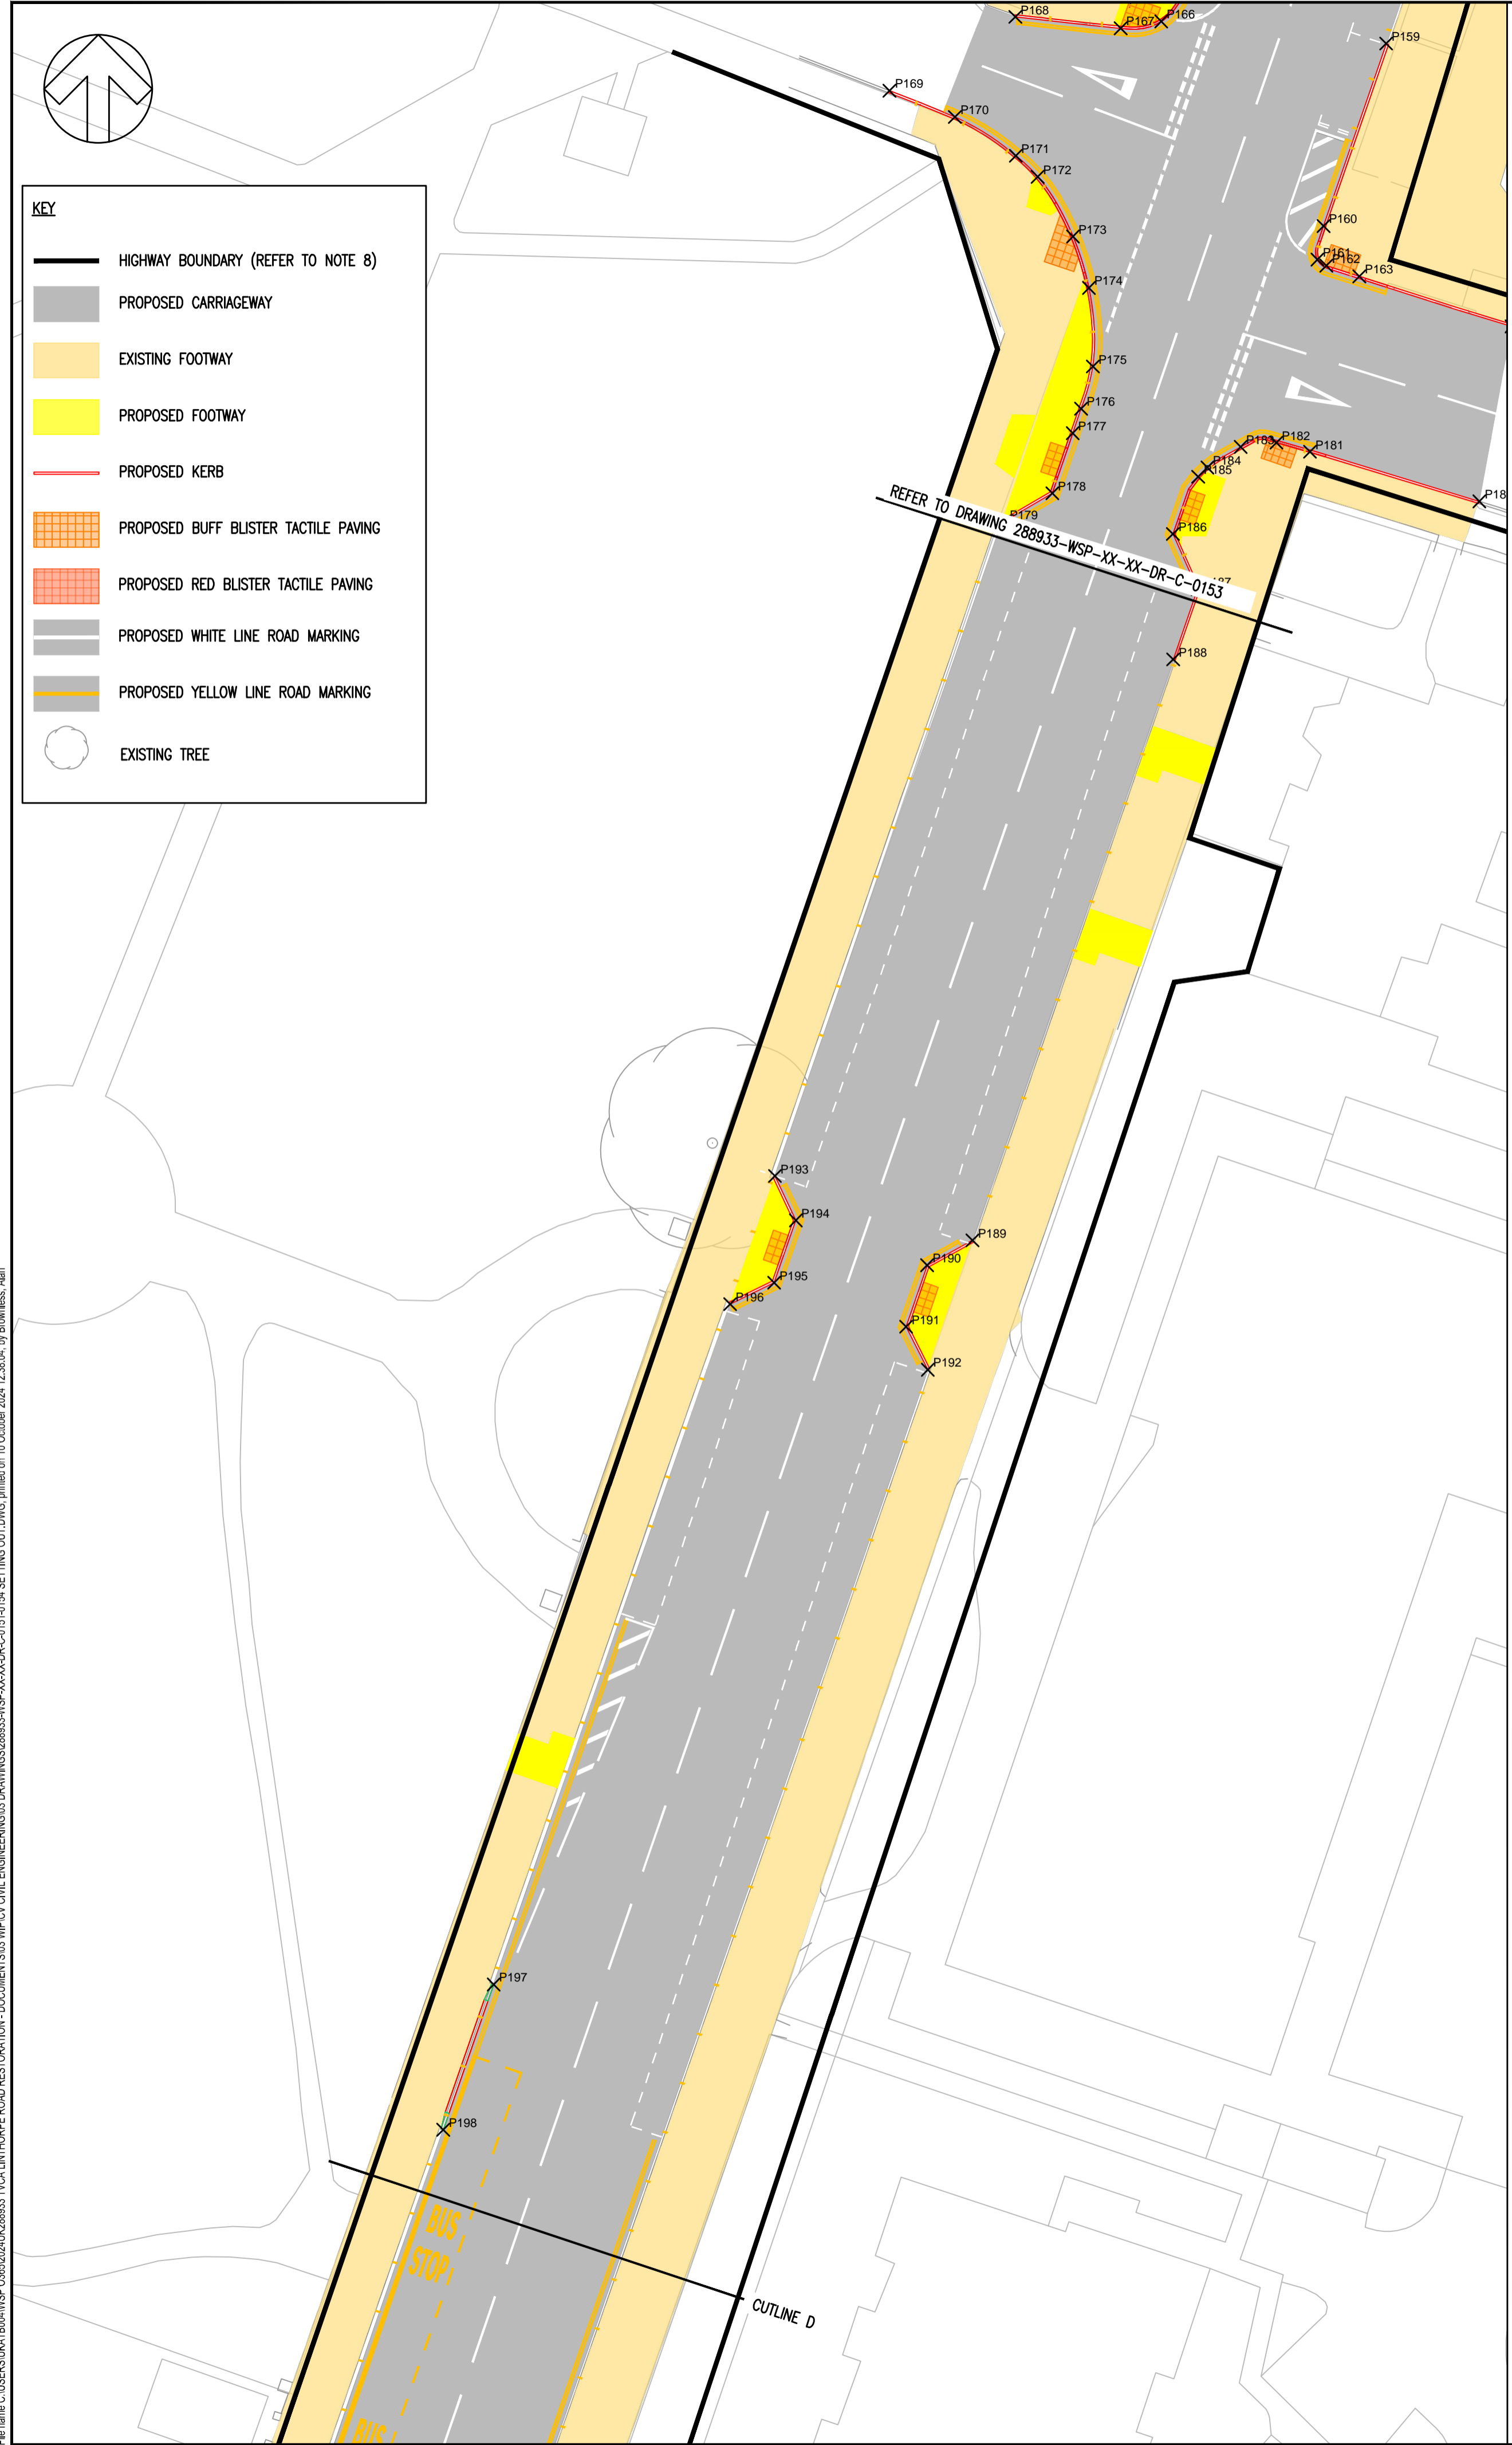 P168
P167
P166
P159
P169
P170
P171
P172
P173
P174
P175
P176
P177
P178
P179
P160
P161
P162
P163
P183
P182
P181
P184
P185
P186
P188
KEY
HIGHWAY BOUNDARY (REFER TO NOTE 8)
PROPOSED CARRIAGEWAY
EXISTING FOOTWAY
PROPOSED FOOTWAY
PROPOSED KERB
PROPOSED BUFF BLISTER TACTILE PAVING
PROPOSED RED BLISTER TACTILE PAVING
PROPOSED WHITE LINE ROAD MARKING
PROPOSED YELLOW LINE ROAD MARKING
EXISTING TREE
REFER TO DRAWING 288933-WSP-XX-XX-DR-C-0153
P193
P194
P195
P196
P189
P190
P191
P192
P197
P198
BUS
STOP
CUTLINE D
BUS